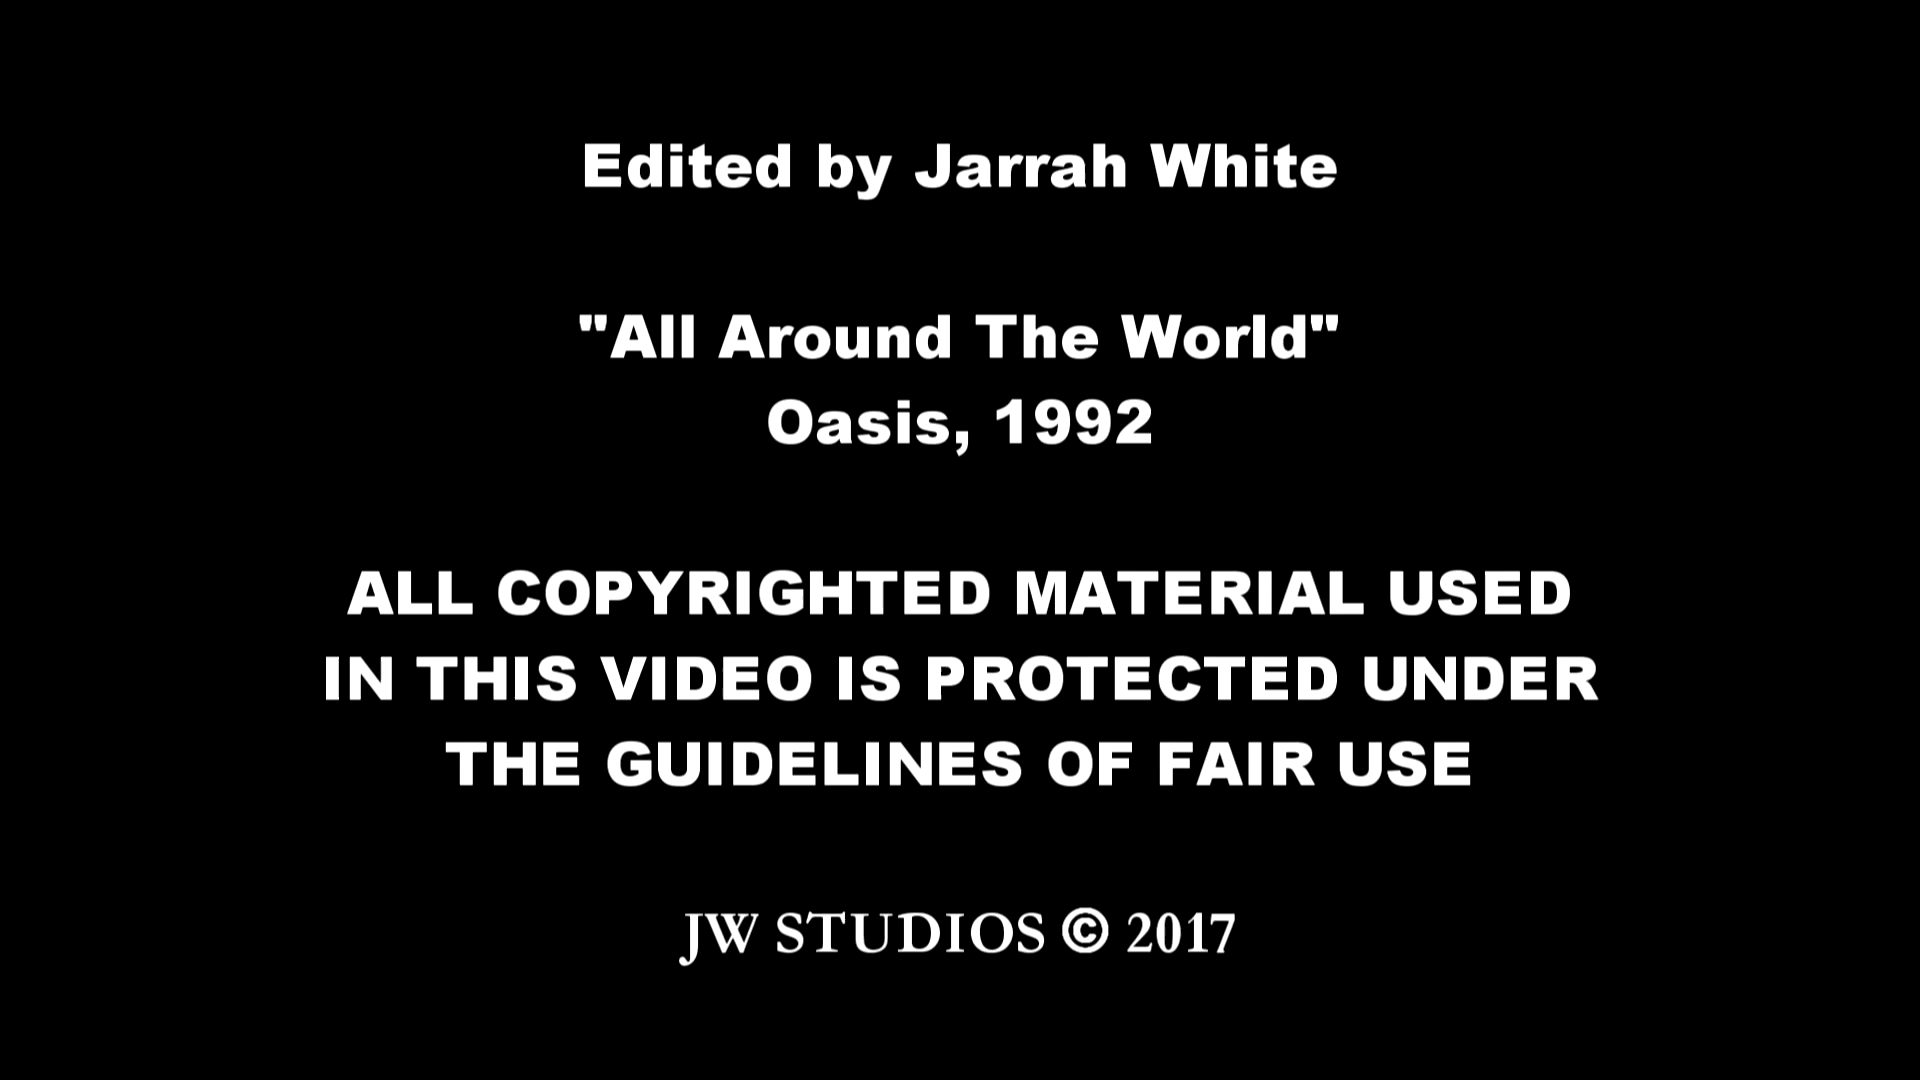 Edited by Jarrah White
"All Around The World"
Oasis, 1992
ALL COPYRIGHTED MATERIAL USED
IN THIS VIDEO IS PROTECTED UNDER
THE GUIDELINES OF FAIR USE
JW STUDIOS © 2017